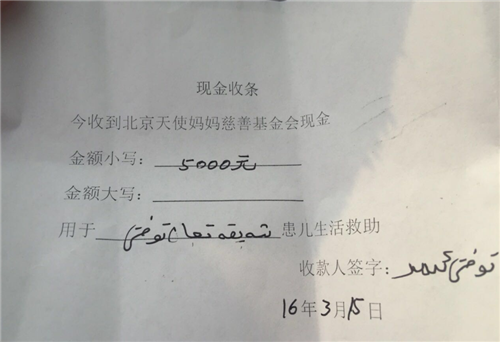 现金收条
今收到北京天使妈妈慈善基金会现金
金额小写：5000元
金额大写：
用于 患儿生活救助
收款人签字：توختى
16年3月15日